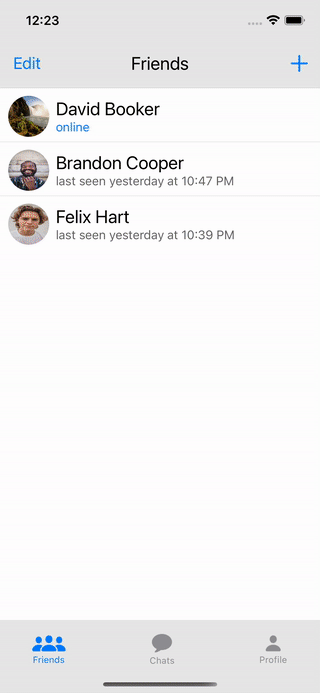 12:23
Edit
Friends
+
David Booker
online
Brandon Cooper
last seen yesterday at 10:47 PM
Felix Hart
last seen yesterday at 10:39 PM
Friends
Chats
Profile